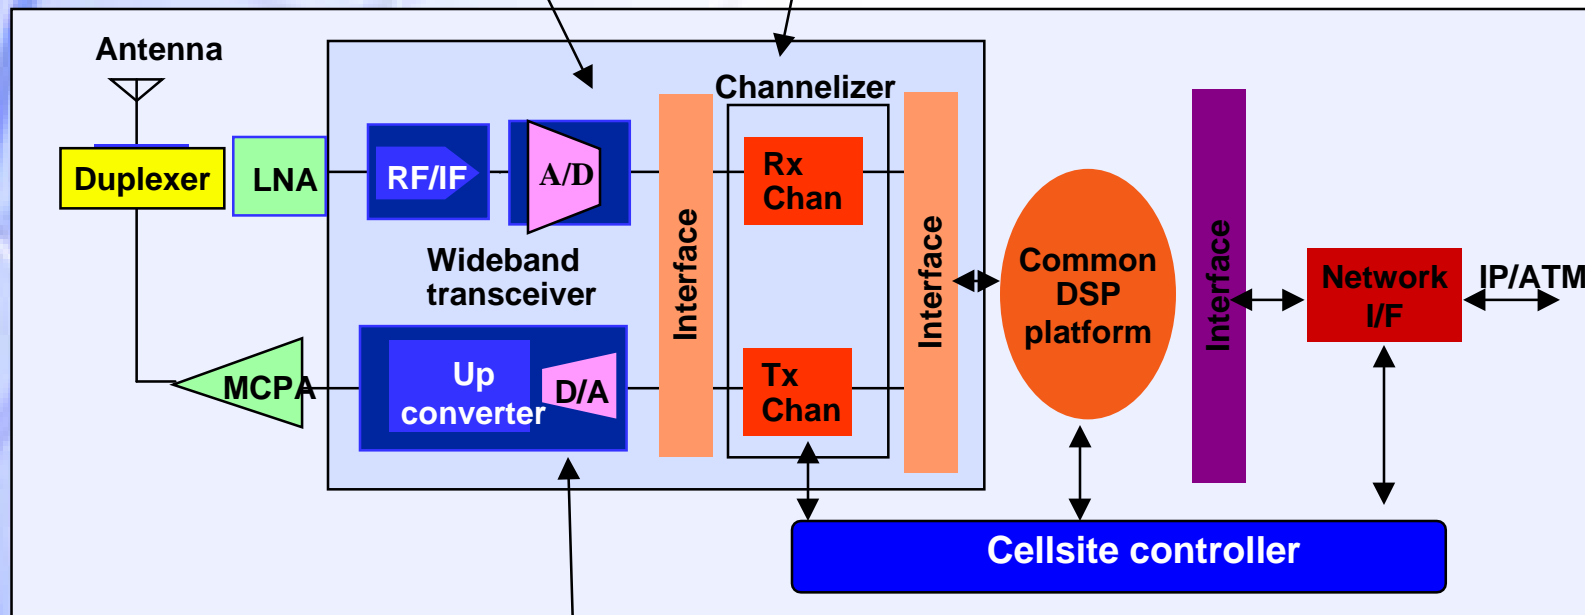 Antenna
Channelizer
Duplexer
LNA
RF/IF
A/D
Rx
Chan
Wideband
transceiver
Interface
Interface
Common
DSP
platform
Interface
Network
I/F
IP/ATM
MCPA
Up
converter
D/A
Tx
Chan
Cellsite controller